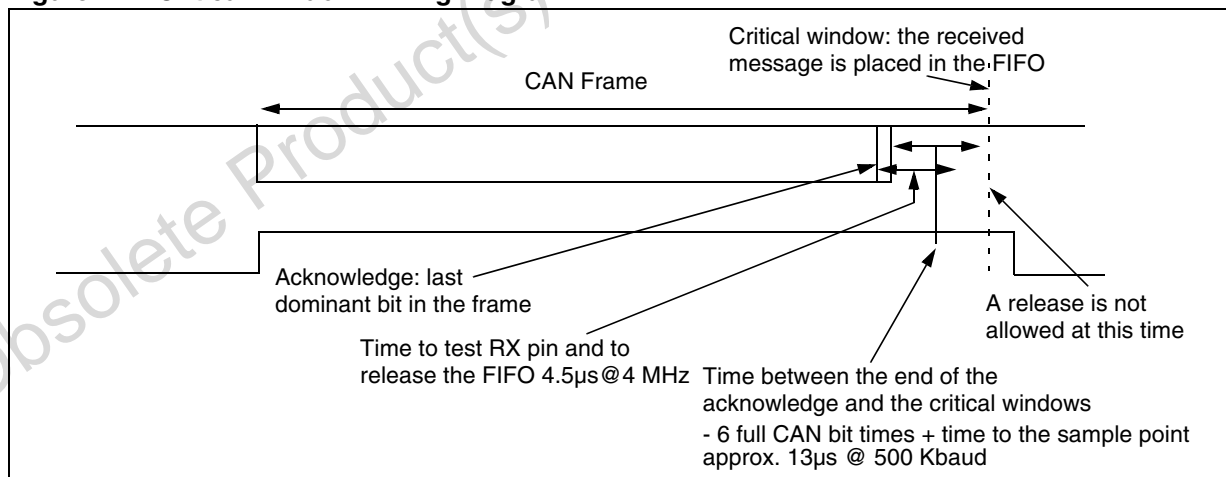 Critical window: the received
message is placed in the FIFO
CAN Frame
Acknowledge: last
dominant bit in the frame
A release is not
allowed at this time
Time to test RX pin and to
release the FIFO 4.5µs@4 MHz
Time between the end of the
acknowledge and the critical windows
- 6 full CAN bit times + time to the sample point
approx. 13µs @ 500 Kbaud
Obsolete Product(s)